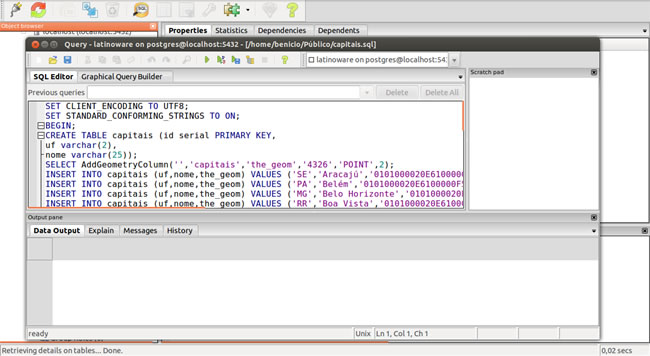 SQL
Object browser
localhost (localhost:5432)
Properties Statistics Dependencies Dependents
Query - latinoware on postgres@localhost:5432 - [/home/benicio/Público/capitais.sql]
latinoware on postgres@localhost:543
SQL Editor Graphical Query Builder
Scratch pad
Previous queries Delete Delete All
SET CLIENT_ENCODING TO UTF8;
SET STANDARD_CONFORMING_STRINGS TO ON;
BEGIN;
CREATE TABLE capitais (id serial PRIMARY KEY,
uf varchar(2),
nome varchar(25));
SELECT AddGeometryColumn('','capitais','the_geom','4326','POINT',2);
INSERT INTO capitais (uf,nome,the_geom) VALUES ('SE','Aracajú','0101000020E6100000
INSERT INTO capitais (uf,nome,the_geom) VALUES ('PA','Belém','0101000020E6100000F5
INSERT INTO capitais (uf,nome,the_geom) VALUES ('MG','Belo Horizonte','0101000020E
INSERT INTO capitais (uf,nome,the_geom) VALUES ('RR','Boa Vista','0101000020E61000
Output pane
Data Output Explain Messages History
ready Unix Ln 1, Col 1, Ch 1
Retrieving details on tables... Done. 0,02 secs